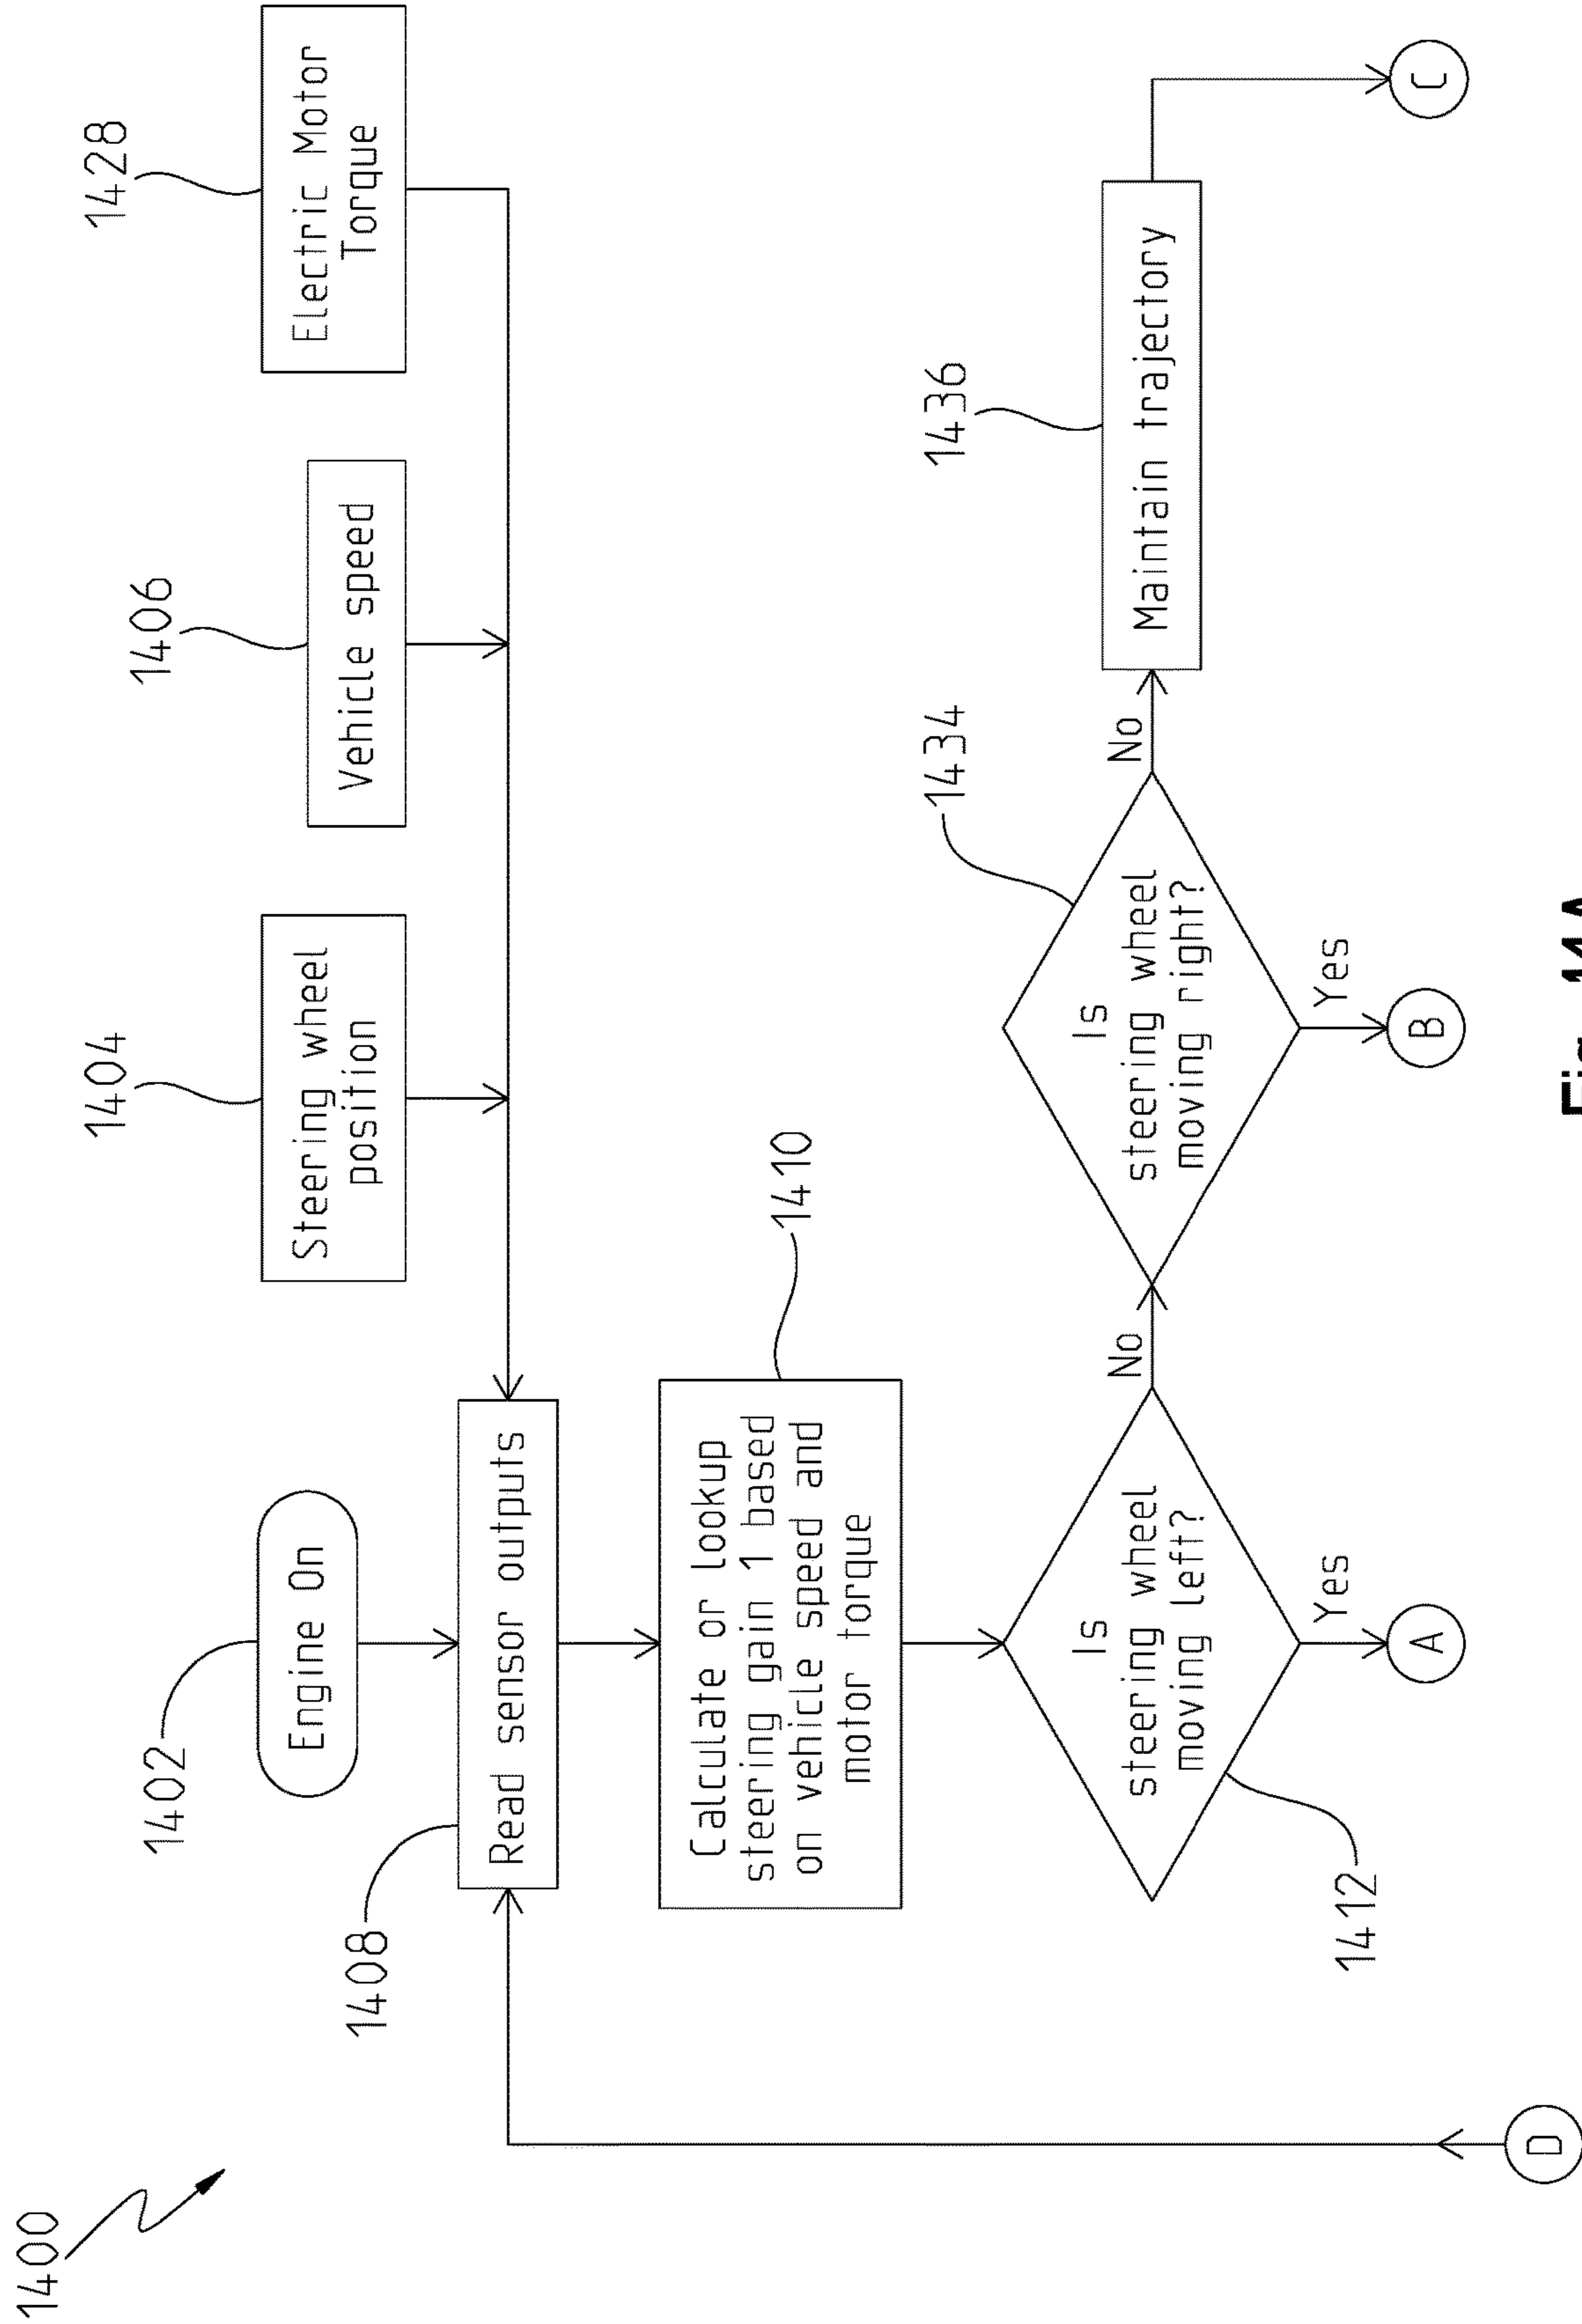 1400
1402
Engine On
1404
Steering wheel
position
1406
Vehicle speed
1428
Electric Motor
Torque
1408
Read sensor outputs
1410
Calculate or lookup
steering gain 1 based
on vehicle speed and
motor torque
1412
Is
steering wheel
moving left?
No
Yes
A
1434
Is
steering wheel
moving right?
No
Yes
B
1436
Maintain trajectory
C
D